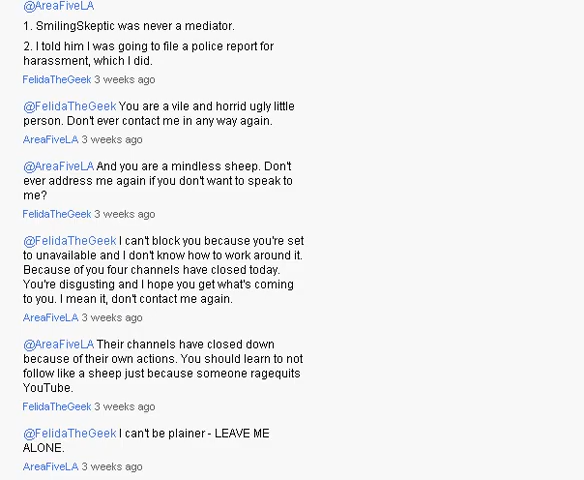 @AreaFiveLA
1. SmilingSkeptic was never a mediator.
2. I told him I was going to file a police report for
harassment, which I did.
FelidaTheGeek 3 weeks ago
@FelidaTheGeek You are a vile and horrid ugly little
person. Don't ever contact me in any way again.
AreaFiveLA 3 weeks ago
@AreaFiveLA And you are a mindless sheep. Don't
ever address me again if you don't want to speak to
me?
FelidaTheGeek 3 weeks ago
@FelidaTheGeek I can't block you because you're set
to unavailable and I don't know how to work around it.
Because of you four channels have closed today.
You're disgusting and I hope you get what's coming
to you. I mean it, don't contact me again.
AreaFiveLA 3 weeks ago
@AreaFiveLA Their channels have closed down
because of their own actions. You should learn to not
follow like a sheep just because someone ragequits
YouTube.
FelidaTheGeek 3 weeks ago
@FelidaTheGeek I can't be plainer - LEAVE ME
ALONE.
AreaFiveLA 3 weeks ago